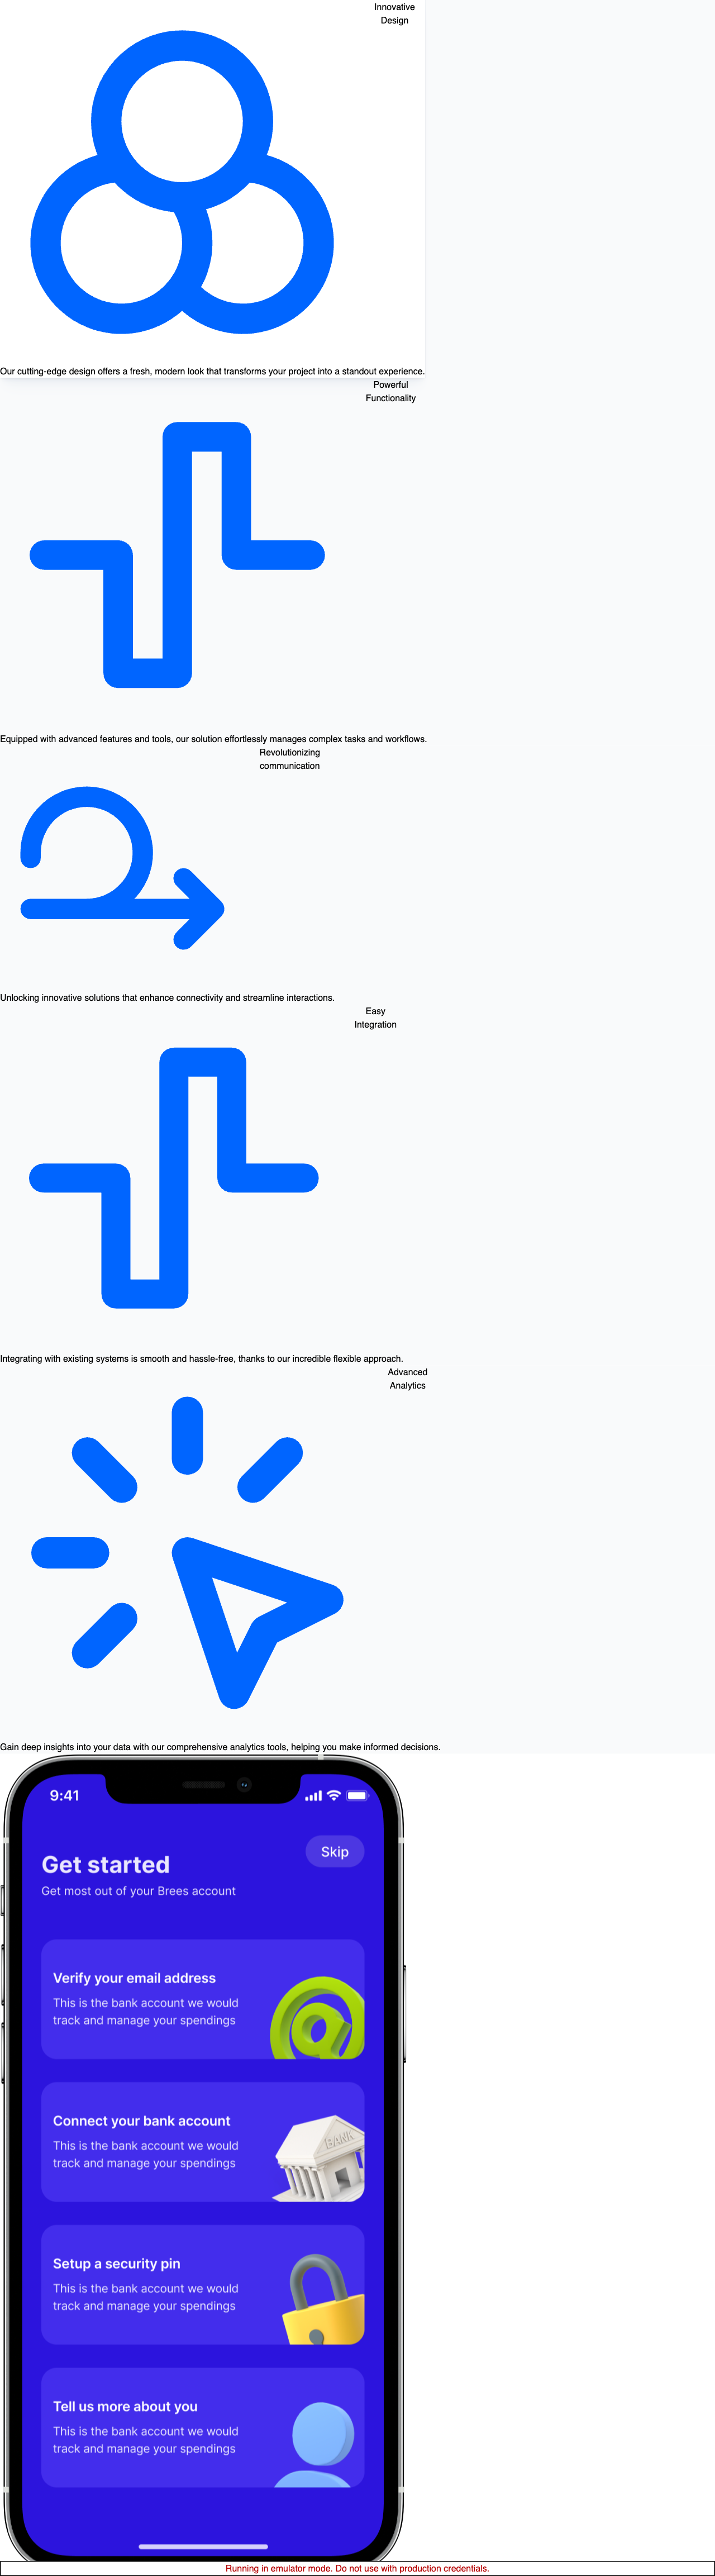 Innovative
Design
Our cutting-edge design offers a fresh, modern look that transforms your project into a standout experience.
Powerful
Functionality
Equipped with advanced features and tools, our solution effortlessly manages complex tasks and workflows.
Revolutionizing
communication
Unlocking innovative solutions that enhance connectivity and streamline interactions.
Easy
Integration
Integrating with existing systems is smooth and hassle-free, thanks to our incredible flexible approach.
Advanced
Analytics
Gain deep insights into your data with our comprehensive analytics tools, helping you make informed decisions.
9:41
Skip
Get started
Get most out of your Brees account
Verify your email address
This is the bank account we would
track and manage your spendings
Connect your bank account
This is the bank account we would
track and manage your spendings
BANK
Setup a security pin
This is the bank account we would
track and manage your spendings
Tell us more about you
This is the bank account we would
track and manage your spendings
Running in emulator mode. Do not use with production credentials.